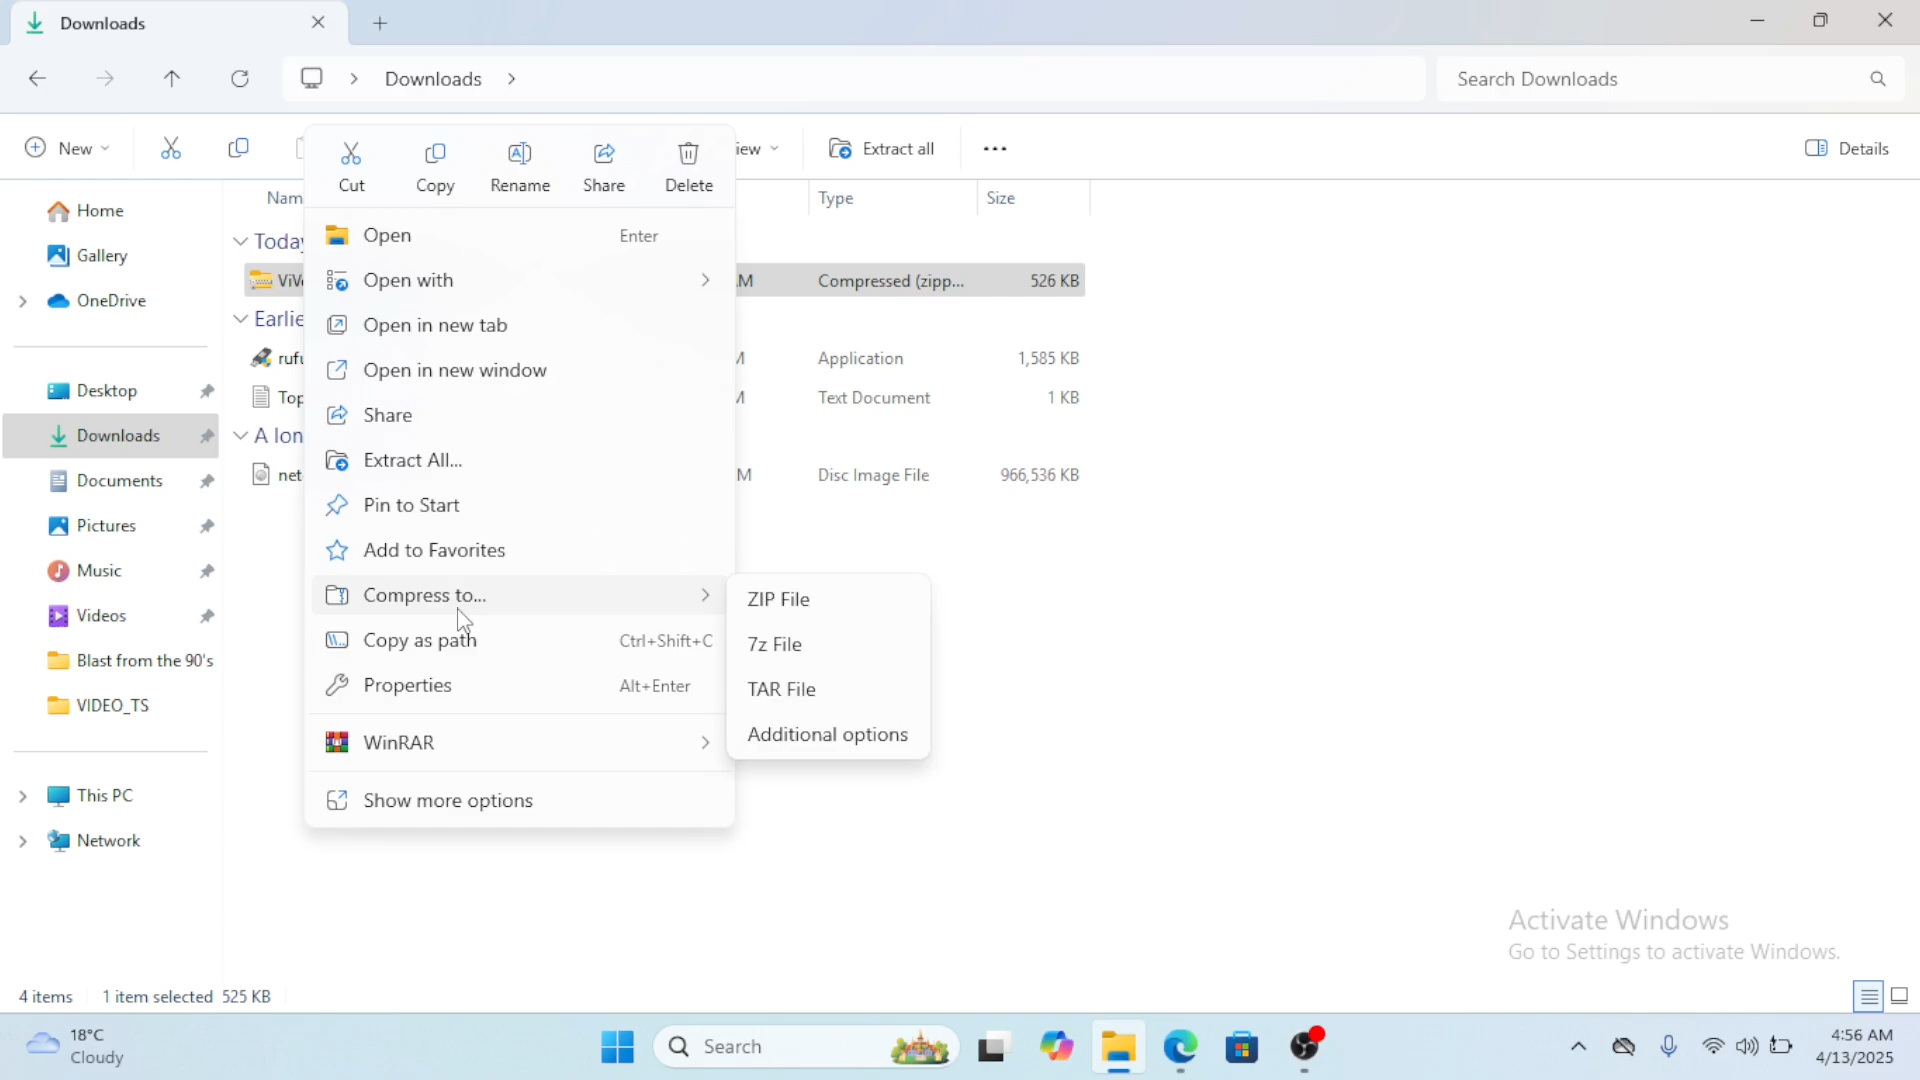 Downloads
Downloads
Search Downloads
New
Extract all
Details
Cut
Copy
Rename
Share
Delete
Type
Size
Home
Gallery
OneDrive
Desktop
Downloads
Documents
Pictures
Music
Videos
Blast from the 90's
VIDEO_TS
This PC
Network
Compressed (zipp... 526 KB
Application 1,585 KB
Text Document 1 KB
Disc Image File 966,536 KB
Open Enter
Open with
Open in new tab
Open in new window
Share
Extract All...
Pin to Start
Add to Favorites
Compress to...
Copy as path Ctrl+Shift+C
Properties Alt+Enter
WinRAR
Show more options
ZIP File
7z File
TAR File
Additional options
Activate Windows
Go to Settings to activate Windows.
4 items 1 item selected 525 KB
18°C
Cloudy
Search
4:56 AM
4/13/2025